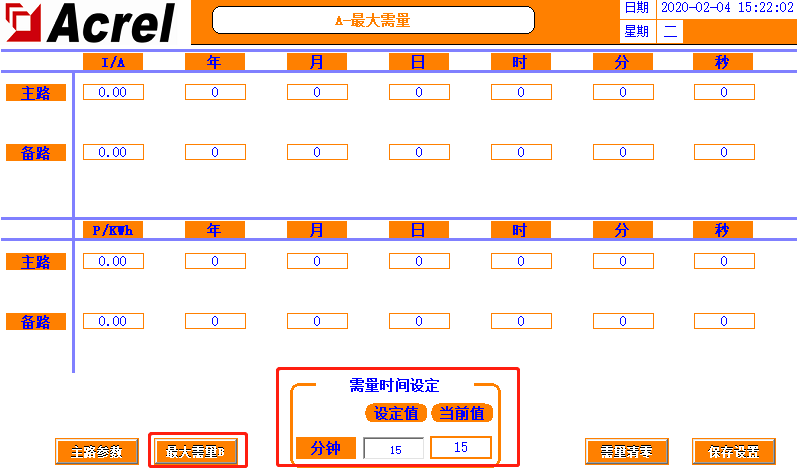 Acrel A-最大需量 日期 2020-02-04 15:22:02
星期 二
I/A 年 月 日 时 分 秒
主路 0.00 0 0 0 0 0 0
备路 0.00 0 0 0 0 0 0
P/KWh 年 月 日 时 分 秒
主路 0.00 0 0 0 0 0 0
备路 0.00 0 0 0 0 0 0
需量时间设定
设定值 当前值
分钟 15 15
主路参数 最大需量B 需量清零 保存设置